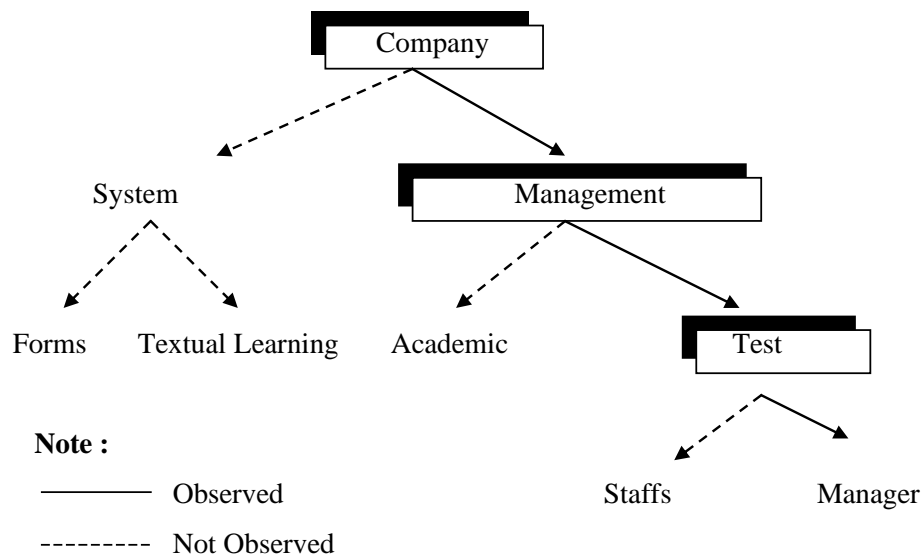 Company
System
Management
Forms
Textual Learning
Academic
Test
Note :
Observed
Staffs
Manager
Not Observed